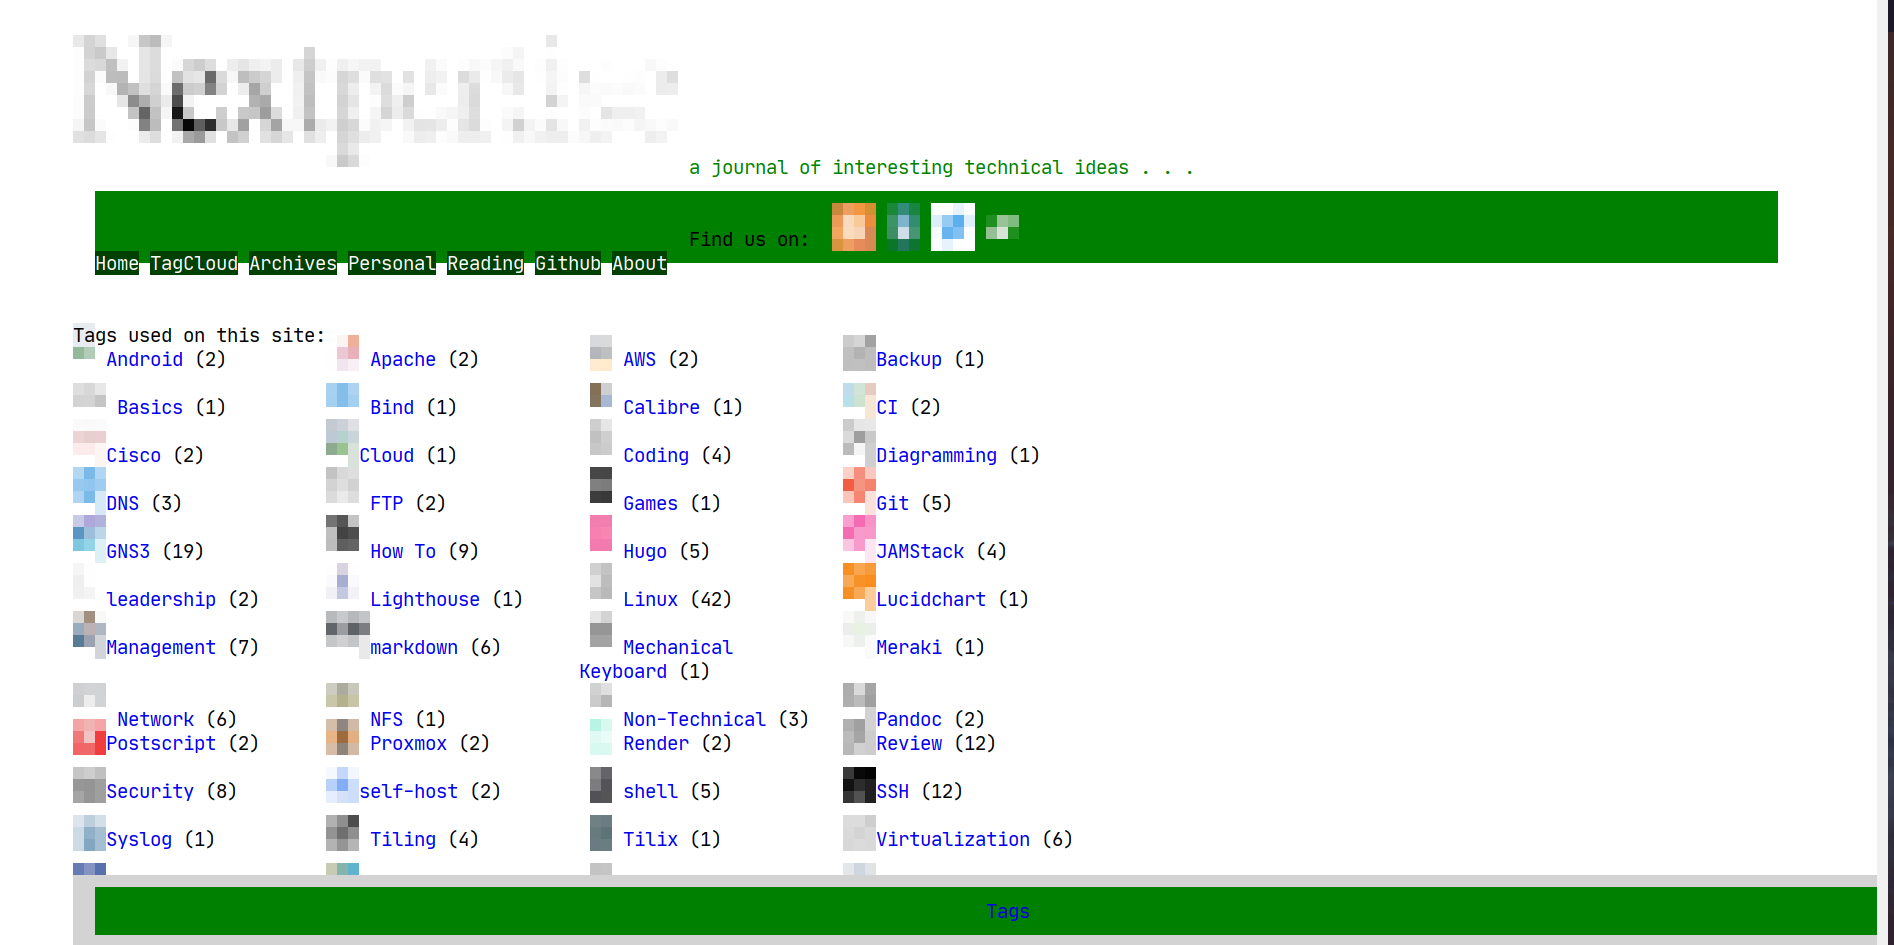 a journal of interesting technical ideas . . .
Find us on:
Home TagCloud Archives Personal Reading Github About
Tags used on this site:
Android (2) Apache (2) AWS (2) Backup (1)
Basics (1) Bind (1) Calibre (1) CI (2)
Cisco (2) Cloud (1) Coding (4) Diagramming (1)
DNS (3) FTP (2) Games (1) Git (5)
GNS3 (19) How To (9) Hugo (5) JAMStack (4)
leadership (2) Lighthouse (1) Linux (42) Lucidchart (1)
Management (7) markdown (6) Mechanical Meraki (1)
Keyboard (1)
Network (6) NFS (1) Non-Technical (3) Pandoc (2)
Postscript (2) Proxmox (2) Render (2) Review (12)
Security (8) self-host (2) shell (5) SSH (12)
Syslog (1) Tiling (4) Tilix (1) Virtualization (6)
Tags